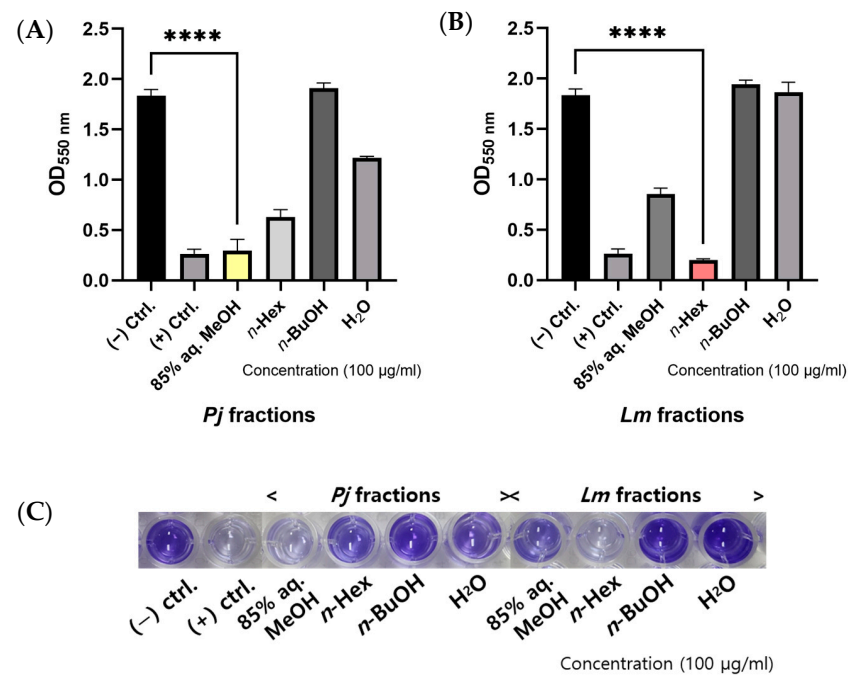 (A)
****
2.5
2.0
1.5
1.0
0.5
0.0
OD550 nm
(−) Ctrl.
(+) Ctrl.
85% aq. MeOH
n-Hex
n-BuOH
H₂O
Concentration (100 μg/ml)
Pj fractions
(B)
****
2.5
2.0
1.5
1.0
0.5
0.0
OD550 nm
(−) Ctrl.
(+) Ctrl.
85% aq. MeOH
n-Hex
n-BuOH
H₂O
Concentration (100 μg/ml)
Lm fractions
(C)
< Pj fractions >< Lm fractions >
(−) ctrl.
(+) ctrl.
85% aq.
MeOH
n-Hex
n-BuOH
H²O
85% aq.
MeOH
n-Hex
n-BuOH
H²O
Concentration (100 μg/ml)